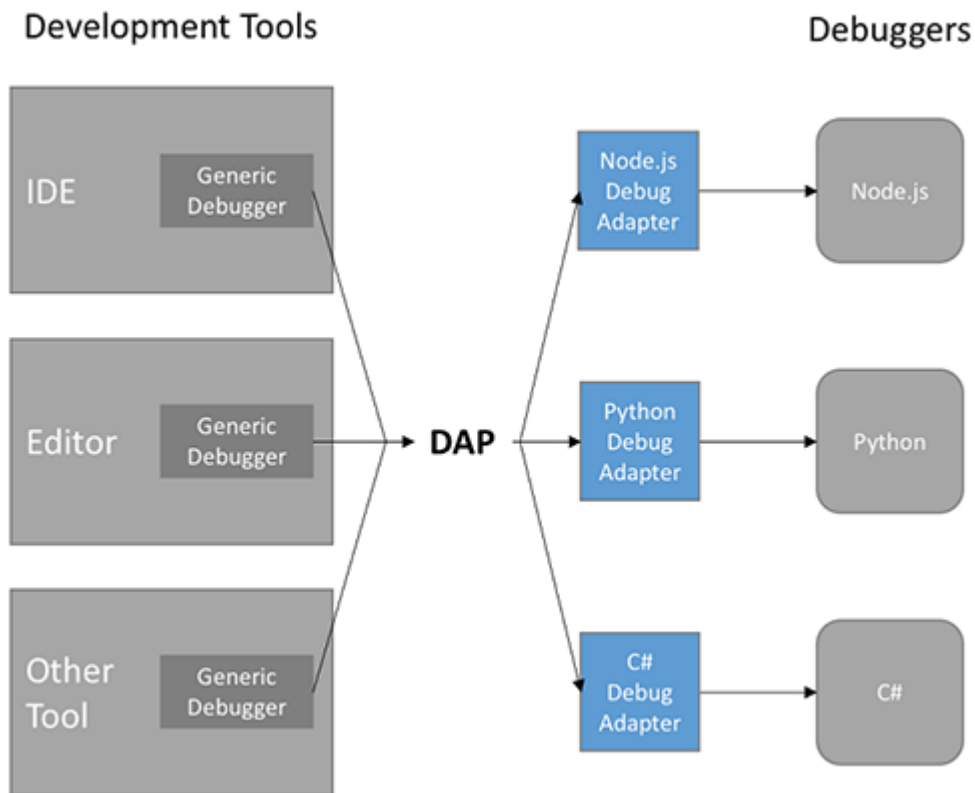 Development Tools
Debuggers
IDE
Generic
Debugger
Node.js
Debug
Adapter
Node.js
Editor
Generic
Debugger
DAP
Python
Debug
Adapter
Python
Other
Tool
Generic
Debugger
C#
Debug
Adapter
C#